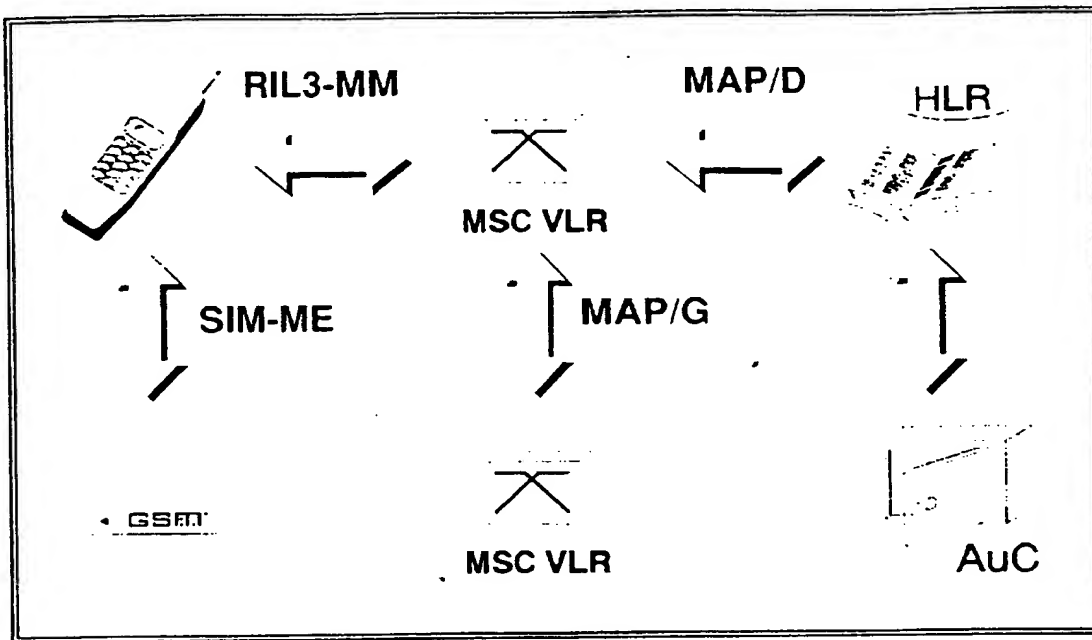 RIL3-MM
MAP/D
HLR
MSC VLR
SIM-ME
MAP/G
GSM
MSC VLR
AuC